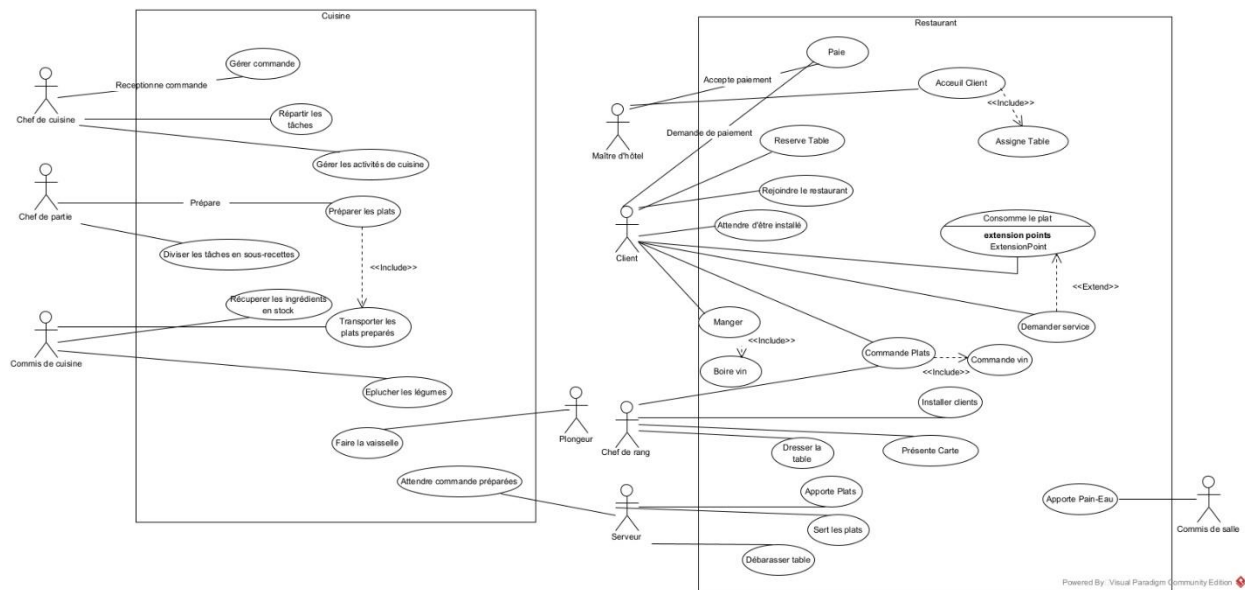 Cuisine
Gérer commande
Receptionne commande
Chef de cuisine
Répartir les
tâches
Gérer les activités de cuisine
Chef de partie
Prépare
Préparer les plats
Diviser les tâches en sous-recettes
<<Include>>
Récuperer les ingrédients
en stock
Commis de cuisine
Transporter les
plats preparés
Eplucher les légumes
Faire la vaisselle
Plongeur
Attendre commande préparées
Restaurant
Paie
Accepte paiement
Acceuil Client
<<Include>>
Maître d'hôtel
Demande de paiement
Assigne Table
Reserve Table
Rejoindre le restaurant
Client
Attendre d'être installé
Consomme le plat
extension points
ExtensionPoint
<<Extend>>
Demander service
Manger
<<Include>>
Boire vin
Commande Plats
Commande vin
<<Include>>
Installer clients
Chef de rang
Dresser la
table
Présente Carte
Apporte Plats
Sert les plats
Serveur
Débarasser table
Apporte Pain-Eau
Commis de salle
Powered By: Visual Paradigm Community Edition